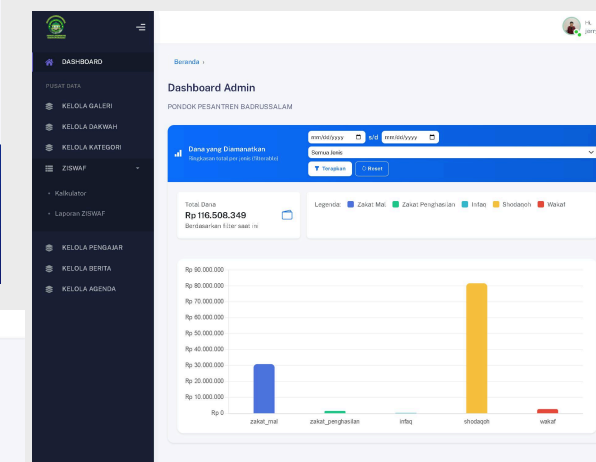 Hi,
DASHBOARD
Beranda ›
PUSAT DATA
Dashboard Admin
KELOLA GALERI
PONDOK PESANTREN BADRUSSALAM
KELOLA DAKWAH
KELOLA KATEGORI
ZISWAF
Kalkulator
Laporan ZISWAF
KELOLA PENGAJAR
KELOLA BERITA
KELOLA AGENDA
mm/dd/yyyy s/d mm/dd/yyyy
Dana yang Diamanatkan
Ringkasan total per jenis (filterable)
Semua Jenis
Terapkan Reset
Total Dana
Rp 116.508.349
Berdasarkan filter saat ini
Legenda: Zakat Mal Zakat Penghasilan Infaq Shodaqoh Wakaf
Rp 90.000.000
Rp 80.000.000
Rp 70.000.000
Rp 60.000.000
Rp 50.000.000
Rp 40.000.000
Rp 30.000.000
Rp 20.000.000
Rp 10.000.000
Rp 0
zakat_mal zakat_penghasilan infaq shodaqoh wakaf